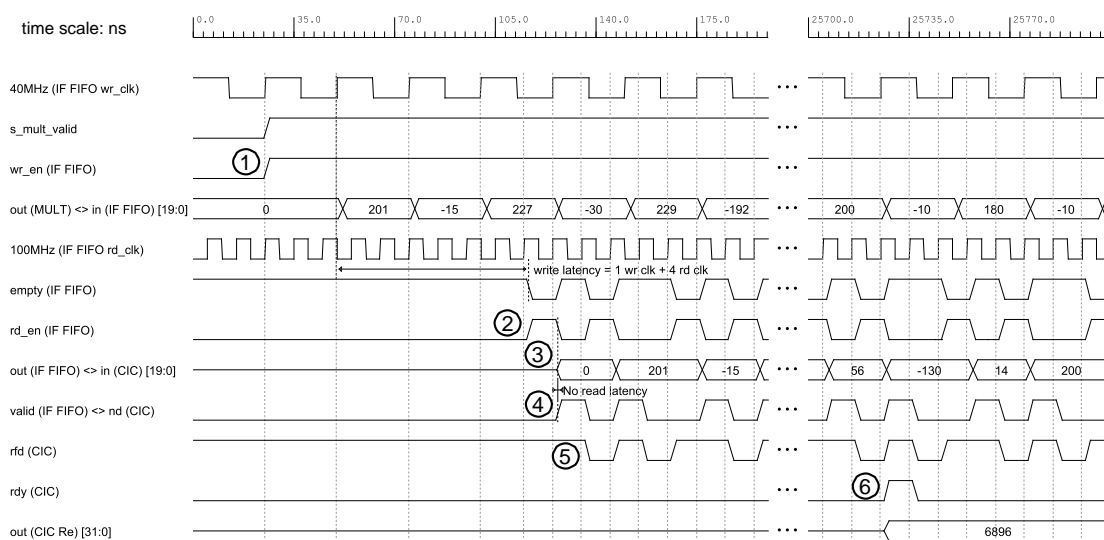 0.0 35.0 70.0 105.0 140.0 175.0 25700.0 25735.0 25770.0
time scale: ns
40MHz (IF FIFO wr_clk) •••
s_mult_valid •••
wr_en (IF FIFO) 1 •••
out (MULT) <> in (IF FIFO) [19:0] 0 201 -15 227 -30 229 -192 ••• 200 -10 180 -10
100MHz (IF FIFO rd_clk) •••
write latency = 1 wr clk + 4 rd clk
empty (IF FIFO) •••
rd_en (IF FIFO) 2 •••
3
out (IF FIFO) <> in (CIC) [19:0] 0 201 -15 ••• 56 -130 14 200
No read latency
valid (IF FIFO) <> nd (CIC) 4 •••
rfd (CIC) 5 •••
rdy (CIC) 6 •••
out (CIC Re) [31:0] ••• 6896